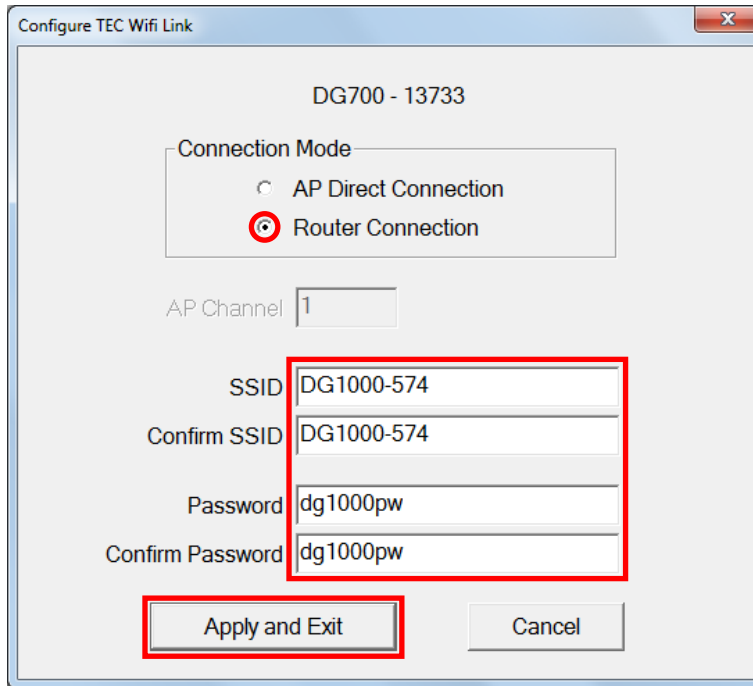 Configure TEC Wifi Link
DG700 - 13733
Connection Mode
AP Direct Connection
Router Connection
AP Channel 1
SSID DG1000-574
Confirm SSID DG1000-574
Password dg1000pw
Confirm Password dg1000pw
Apply and Exit Cancel